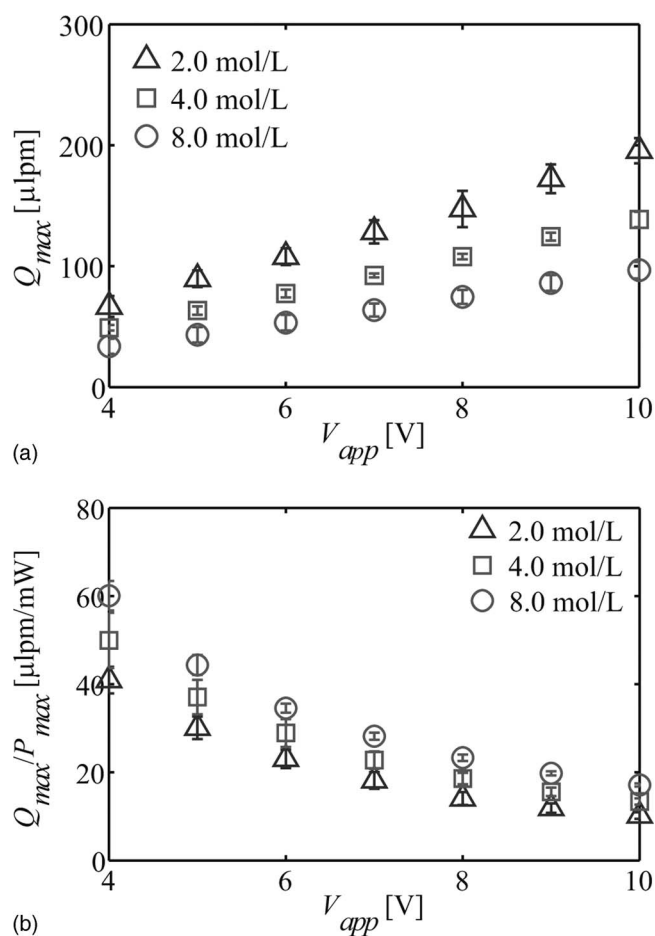 300
200
100
0
Q_max [µlpm]
2.0 mol/L
4.0 mol/L
8.0 mol/L
4 6 8 10
V_app [V]
(a)
80
60
40
20
0
Q_max/P_max [µlpm/mW]
2.0 mol/L
4.0 mol/L
8.0 mol/L
4 6 8 10
V_app [V]
(b)